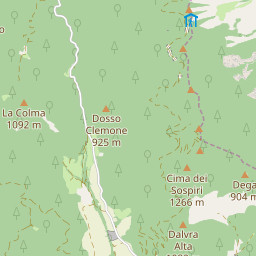 La Colma
1092 m
Dosso
Clemone
925 m
Cima dei
Sospiri
1266 m
Dega
904 m
Dalvra
Alta